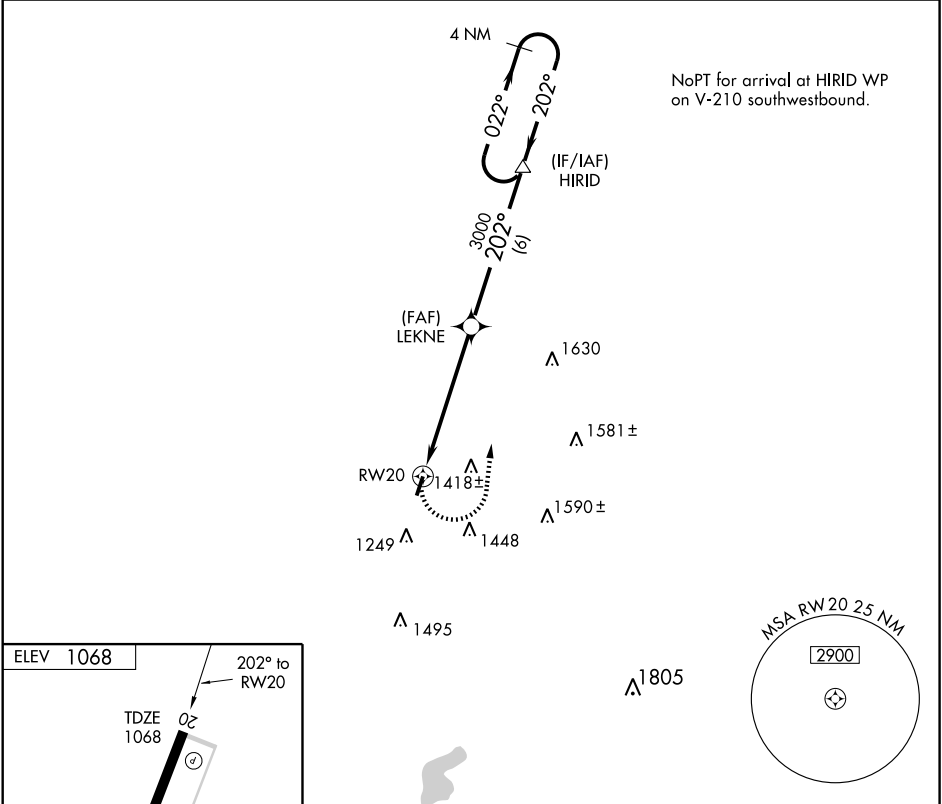 4 NM
NoPT for arrival at HIRID WP
on V-210 southwestbound.
022°
202°
(IF/IAF)
HIRID
3000
202°
(6)
(FAF)
LEKNE
1630
1581±
RW20
1418±
1590±
1249
1448
1495
MSA RW20 25 NM
2900
1805
ELEV 1068
202° to
RW20
TDZE
1068
20
P